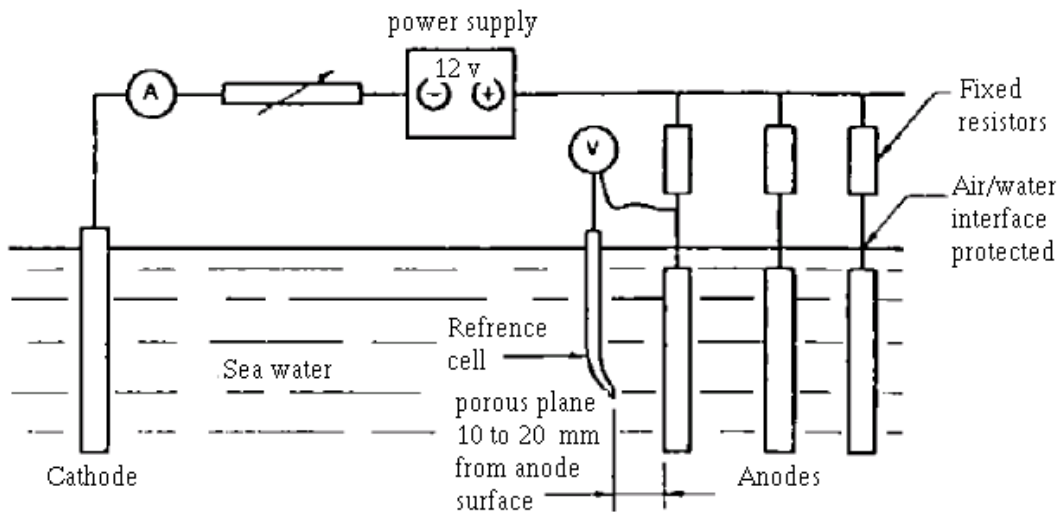 power supply
12 v
A
V
Fixed
resistors
Air/water
interface
protected
Refrence
cell
Sea water
porous plane
10 to 20 mm
from anode
surface
Cathode
Anodes